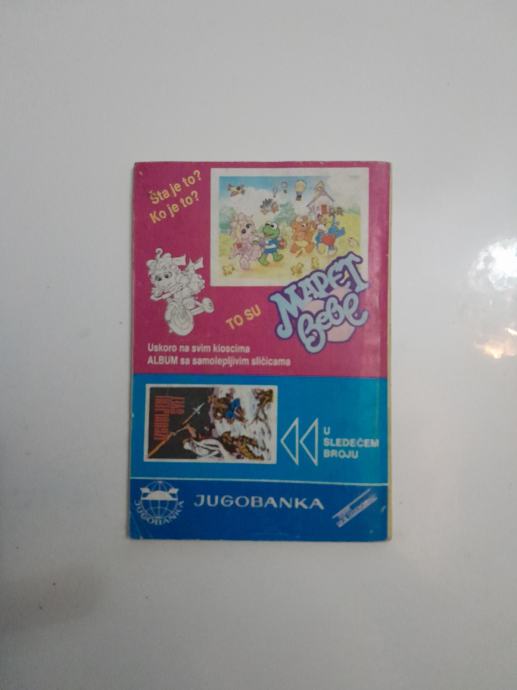 Šta je to?
Ko je to?
TO SU
MAPET
bebe
Uskoro na svim kioscima
ALBUM sa samolepljivim sličicama
U
SLEDEĆEM
BROJU
JUGOBANKA
JUGOBANKA